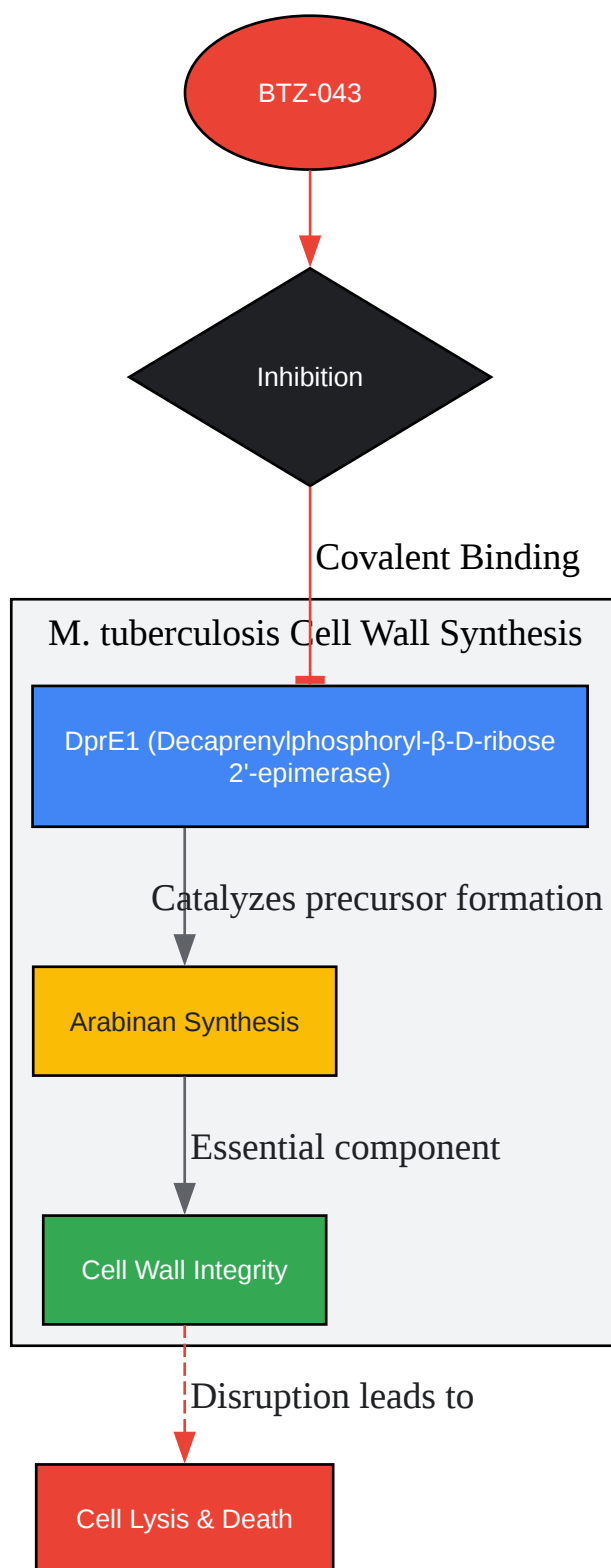 BTZ-043
Inhibition
Covalent Binding
M. tuberculosis Cell Wall Synthesis
DprE1 (Decaprenylphosphoryl-β-D-ribose
2'-epimerase)
Catalyzes precursor formation
Arabinan Synthesis
Essential component
Cell Wall Integrity
Disruption leads to
Cell Lysis & Death